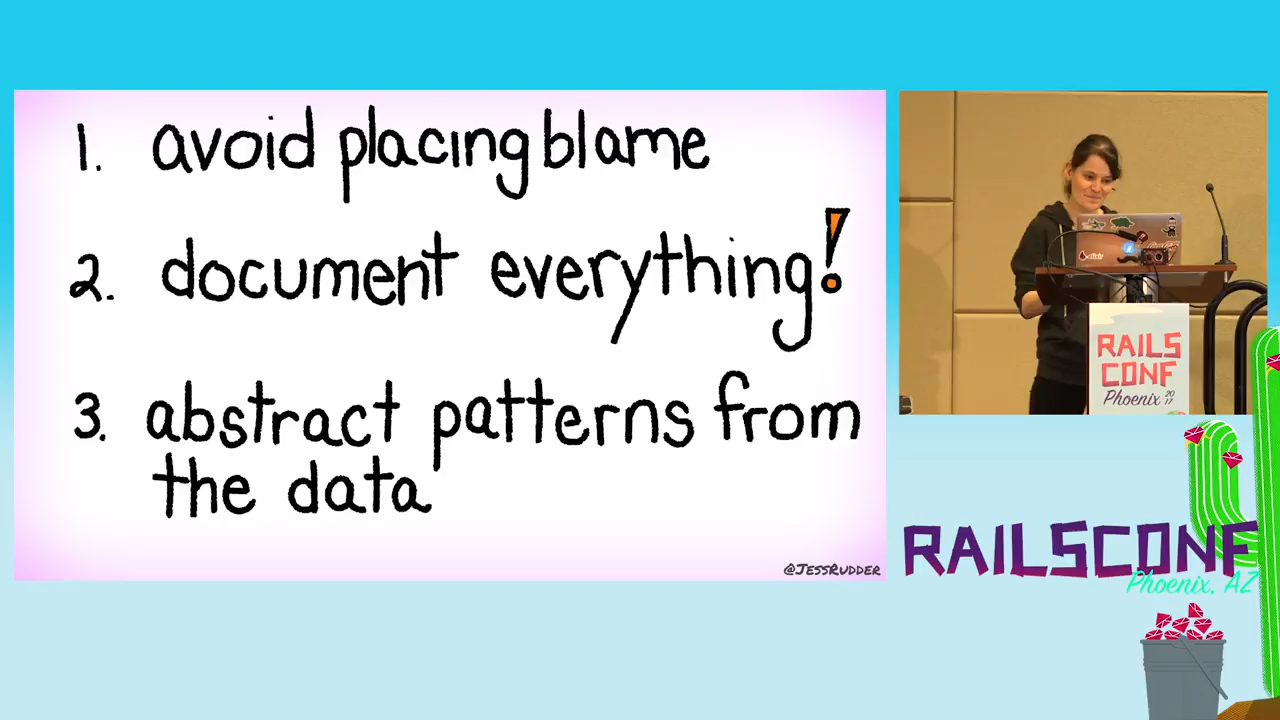 1. avoid placing blame
2. document everything!
3. abstract patterns from
the data
@JessRudder
RAILS
CONF
Phoenix 2017
RAILSCONF
Phoenix, AZ